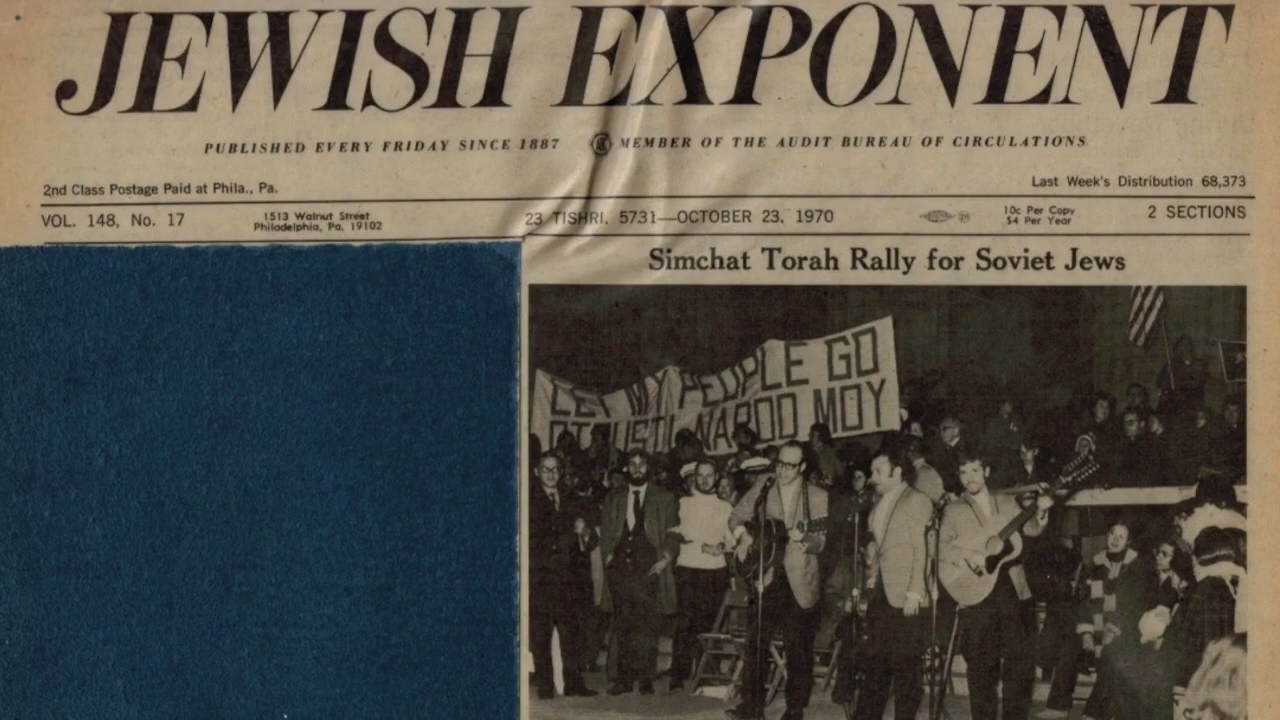 JEWISH EXPONENT
PUBLISHED EVERY FRIDAY SINCE 1887 MEMBER OF THE AUDIT BUREAU OF CIRCULATIONS
2nd Class Postage Paid at Phila., Pa.
Last Week's Distribution 68,373
VOL. 148, No. 17
1513 Walnut Street
Philadelphia, Pa. 19102
23 TISHRI, 5731—OCTOBER 23, 1970
10c Per Copy
$4 Per Year
2 SECTIONS
Simchat Torah Rally for Soviet Jews
LET MY PEOPLE GO
OTPUSTI NAROD MOY